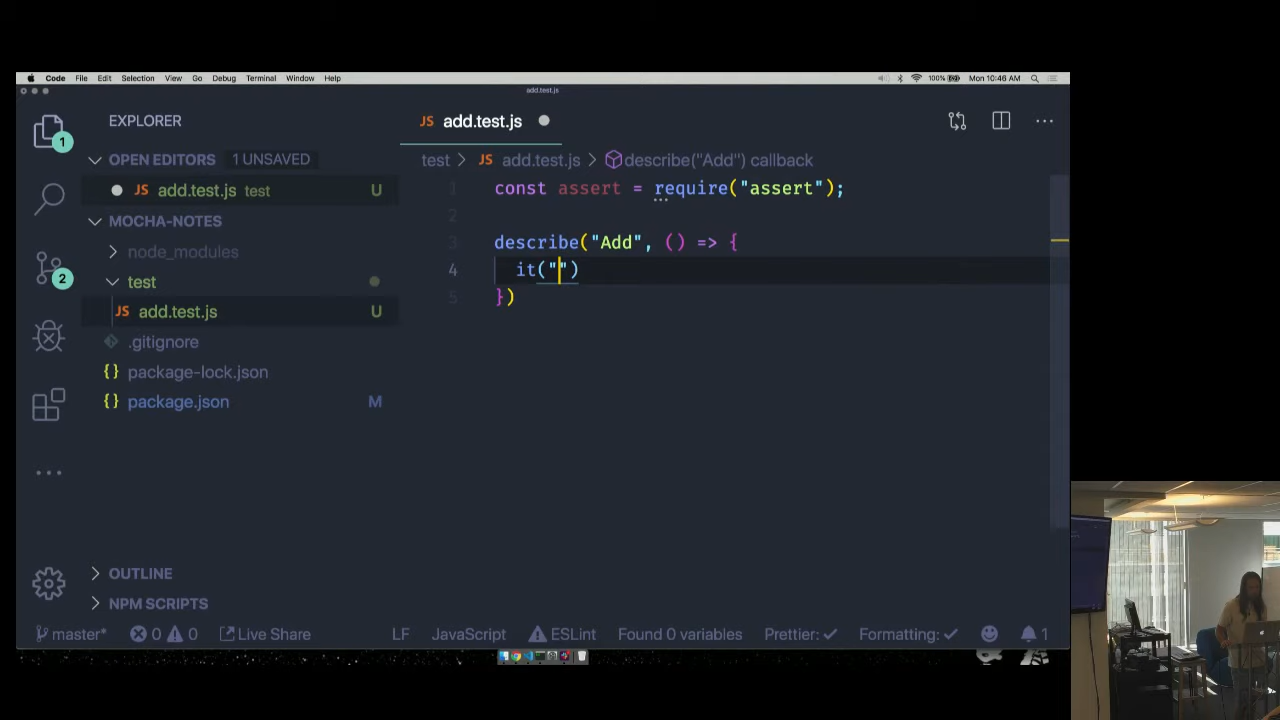 Code File Edit Selection View Go Debug Terminal Window Help 100% Mon 10:46 AM
add.test.js
EXPLORER
JS add.test.js
OPEN EDITORS 1 UNSAVED
test > JS add.test.js > describe("Add") callback
JS add.test.js test U
1 const assert = require("assert");
MOCHA-NOTES
2
node_modules
3 describe("Add", () => {
test
4 it("")
JS add.test.js U
5 })
.gitignore
{} package-lock.json
{} package.json M
1
2
OUTLINE
NPM SCRIPTS
master* 0 0 Live Share LF JavaScript ESLint Found 0 variables Prettier: ✓ Formatting: ✓ 1